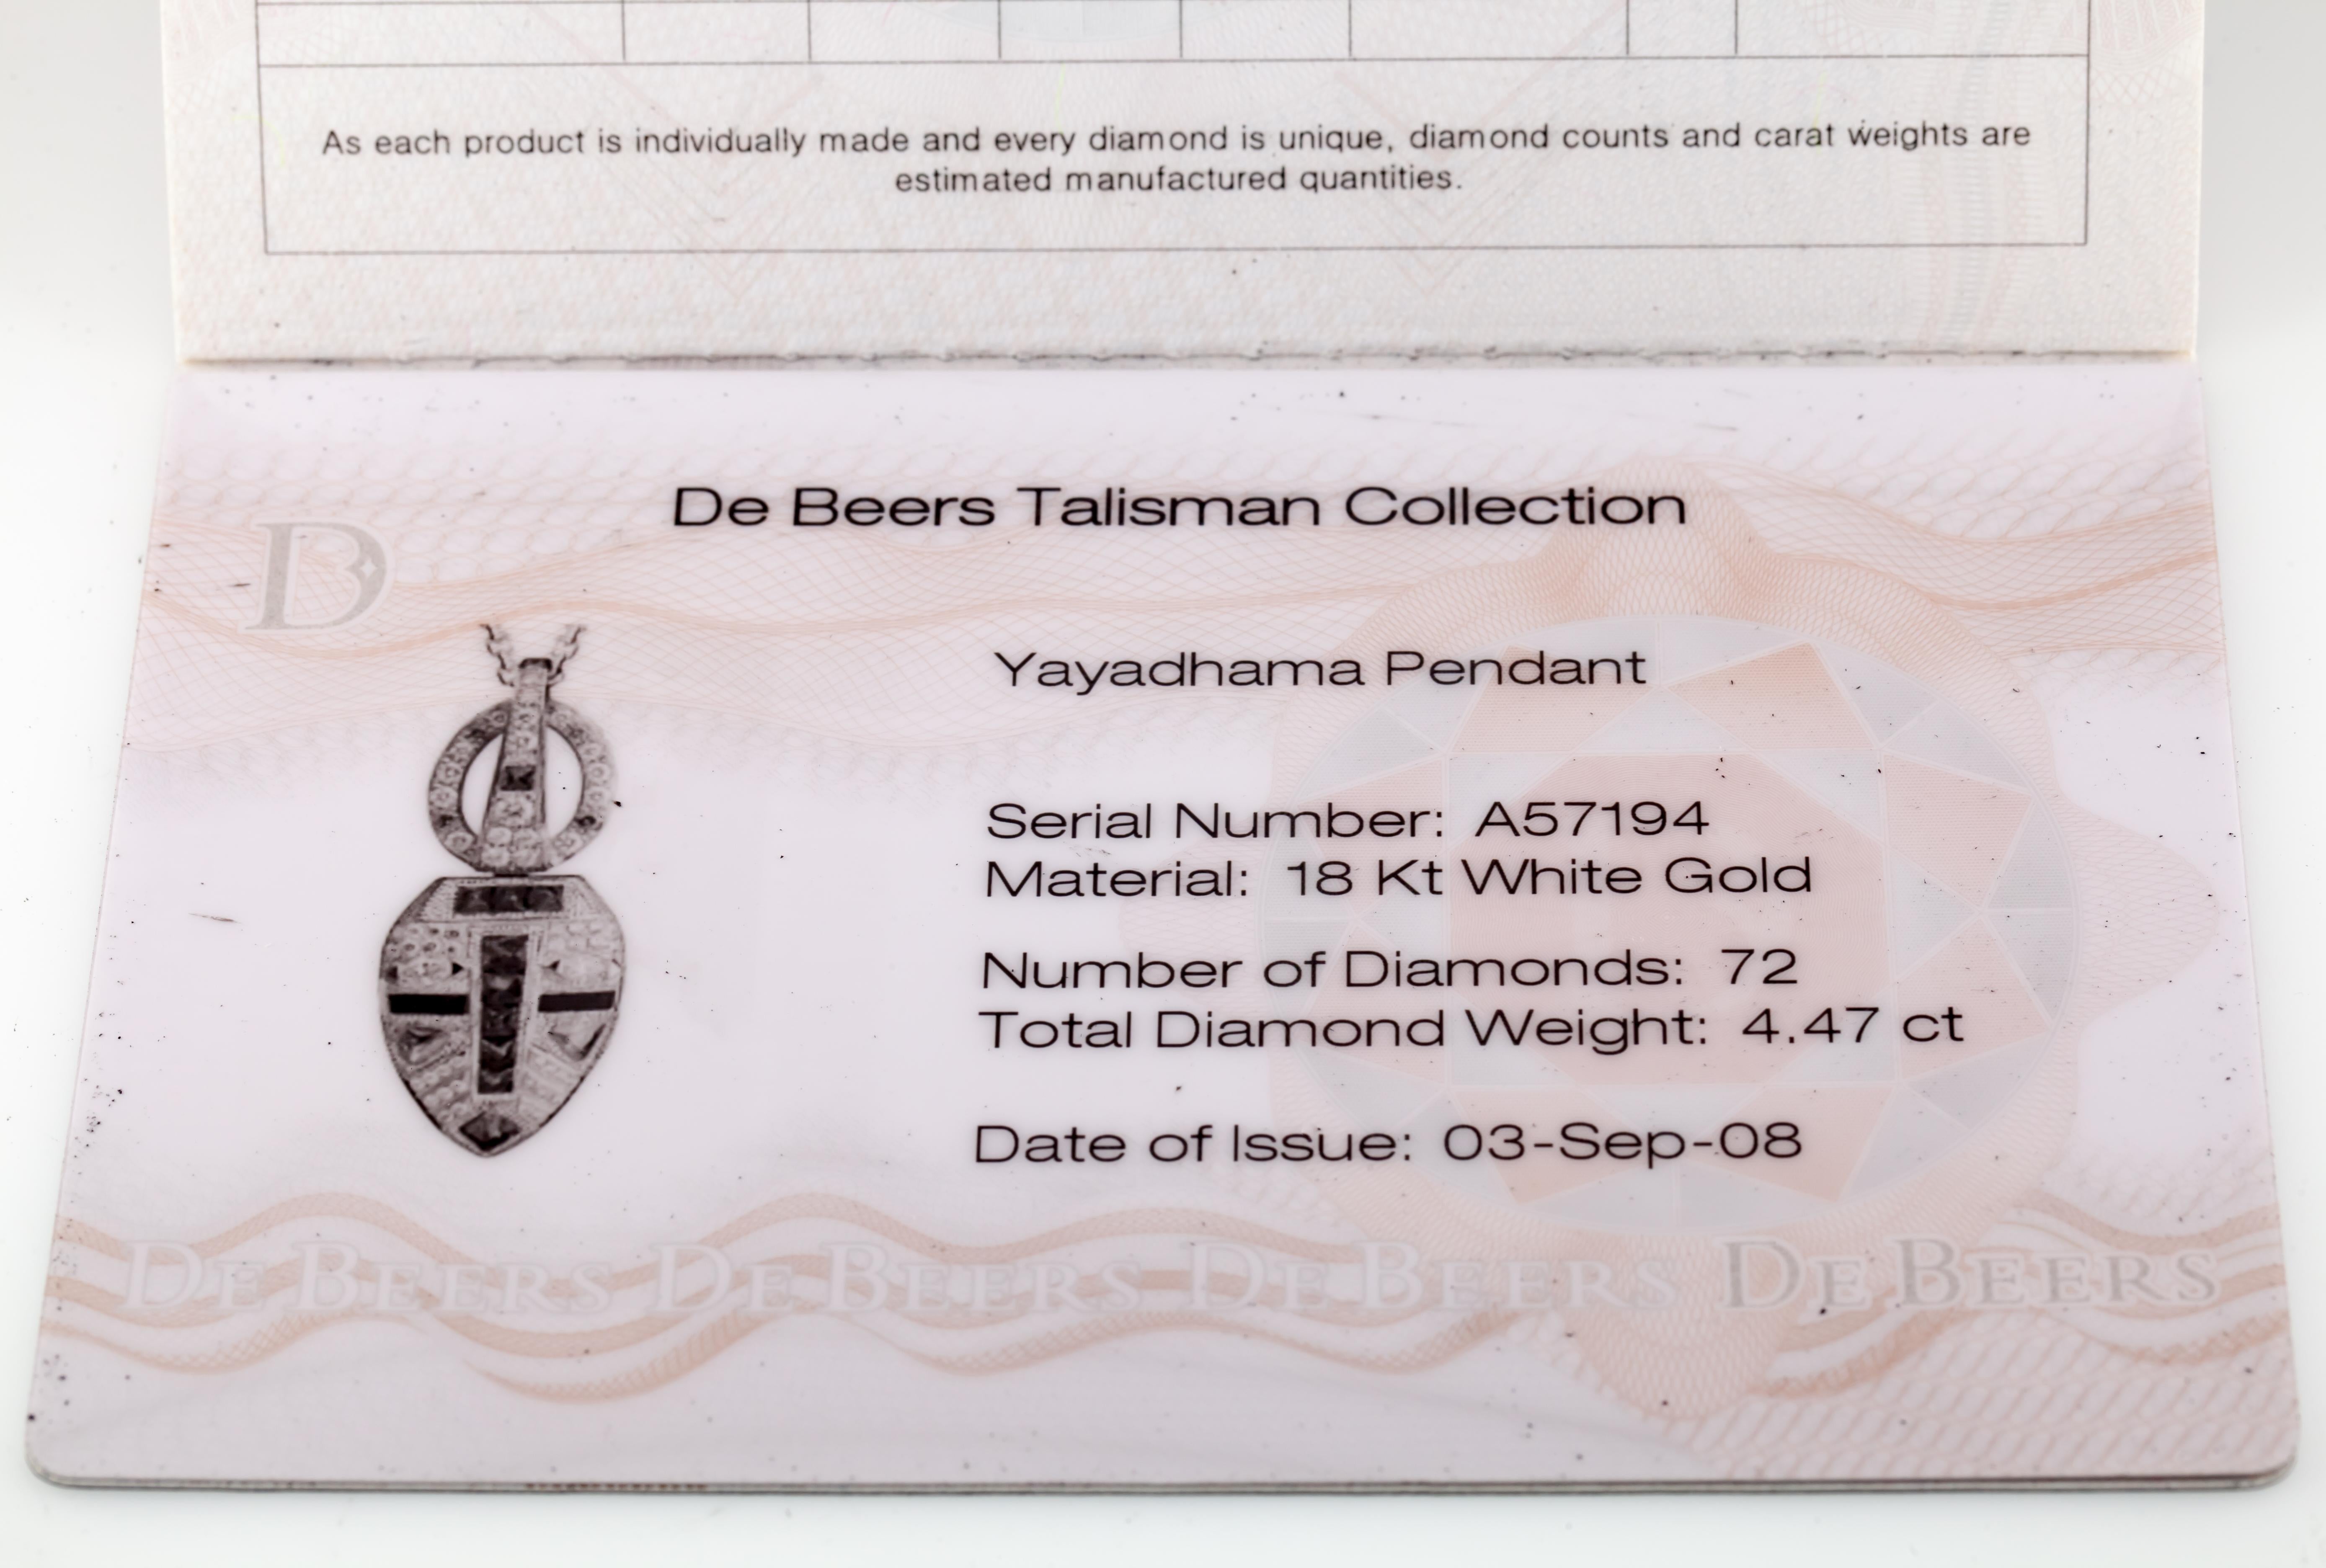 As each product is individually made and every diamond is unique, diamond counts and carat weights are
estimated manufactured quantities.
De Beers Talisman Collection
D
Yayadhama Pendant
Serial Number: A57194
Material: 18 Kt White Gold
Number of Diamonds: 72
Total Diamond Weight: 4.47 ct
Date of Issue: 03-Sep-08
DE BEERS DE BEERS DE BEERS DE BEERS